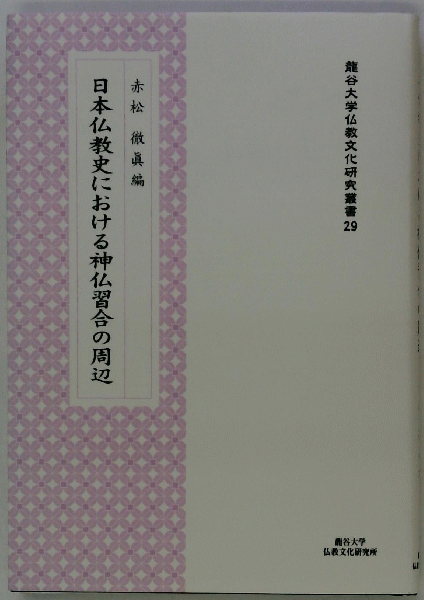 龍谷大学仏教文化研究叢書29
赤松 徹眞編
日本仏教史における神仏習合の周辺
龍谷大学
仏教文化研究所